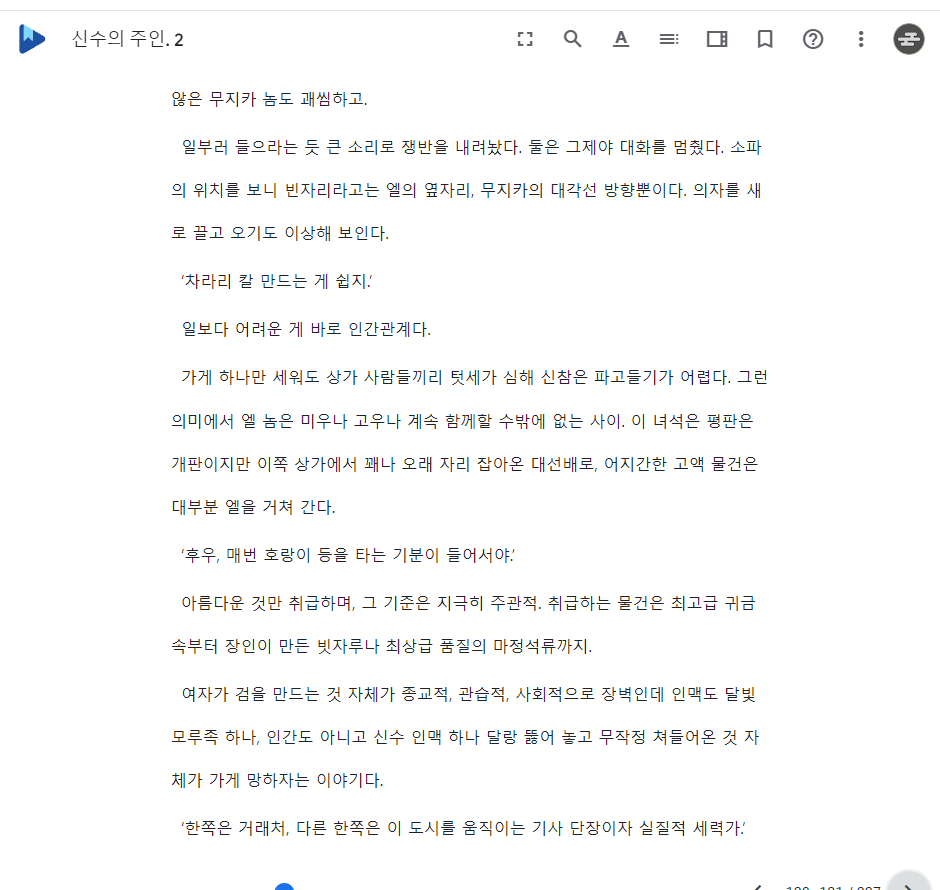 신수의 주인. 2
않은 무지카 놈도 괘씸하고.
일부러 들으라는 듯 큰 소리로 쟁반을 내려놨다. 둘은 그제야 대화를 멈췄다. 소파
의 위치를 보니 빈자리라고는 엘의 옆자리, 무지카의 대각선 방향뿐이다. 의자를 새
로 끌고 오기도 이상해 보인다.
‘차라리 칼 만드는 게 쉽지.’
일보다 어려운 게 바로 인간관계다.
가게 하나만 세워도 상가 사람들끼리 텃세가 심해 신참은 파고들기가 어렵다. 그런
의미에서 엘 놈은 미우나 고우나 계속 함께할 수밖에 없는 사이. 이 녀석은 평판은
개판이지만 이쪽 상가에서 꽤나 오래 자리 잡아온 대선배로, 어지간한 고액 물건은
대부분 엘을 거쳐 간다.
‘후우, 매번 호랑이 등을 타는 기분이 들어서야.’
아름다운 것만 취급하며, 그 기준은 지극히 주관적. 취급하는 물건은 최고급 귀금
속부터 장인이 만든 빗자루나 최상급 품질의 마정석류까지.
여자가 검을 만드는 것 자체가 종교적, 관습적, 사회적으로 장벽인데 인맥도 달빛
모루족 하나, 인간도 아니고 신수 인맥 하나 달랑 뚫어 놓고 무작정 쳐들어온 것 자
체가 가게 망하자는 이야기다.
‘한쪽은 거래처, 다른 한쪽은 이 도시를 움직이는 기사 단장이자 실질적 세력가.’